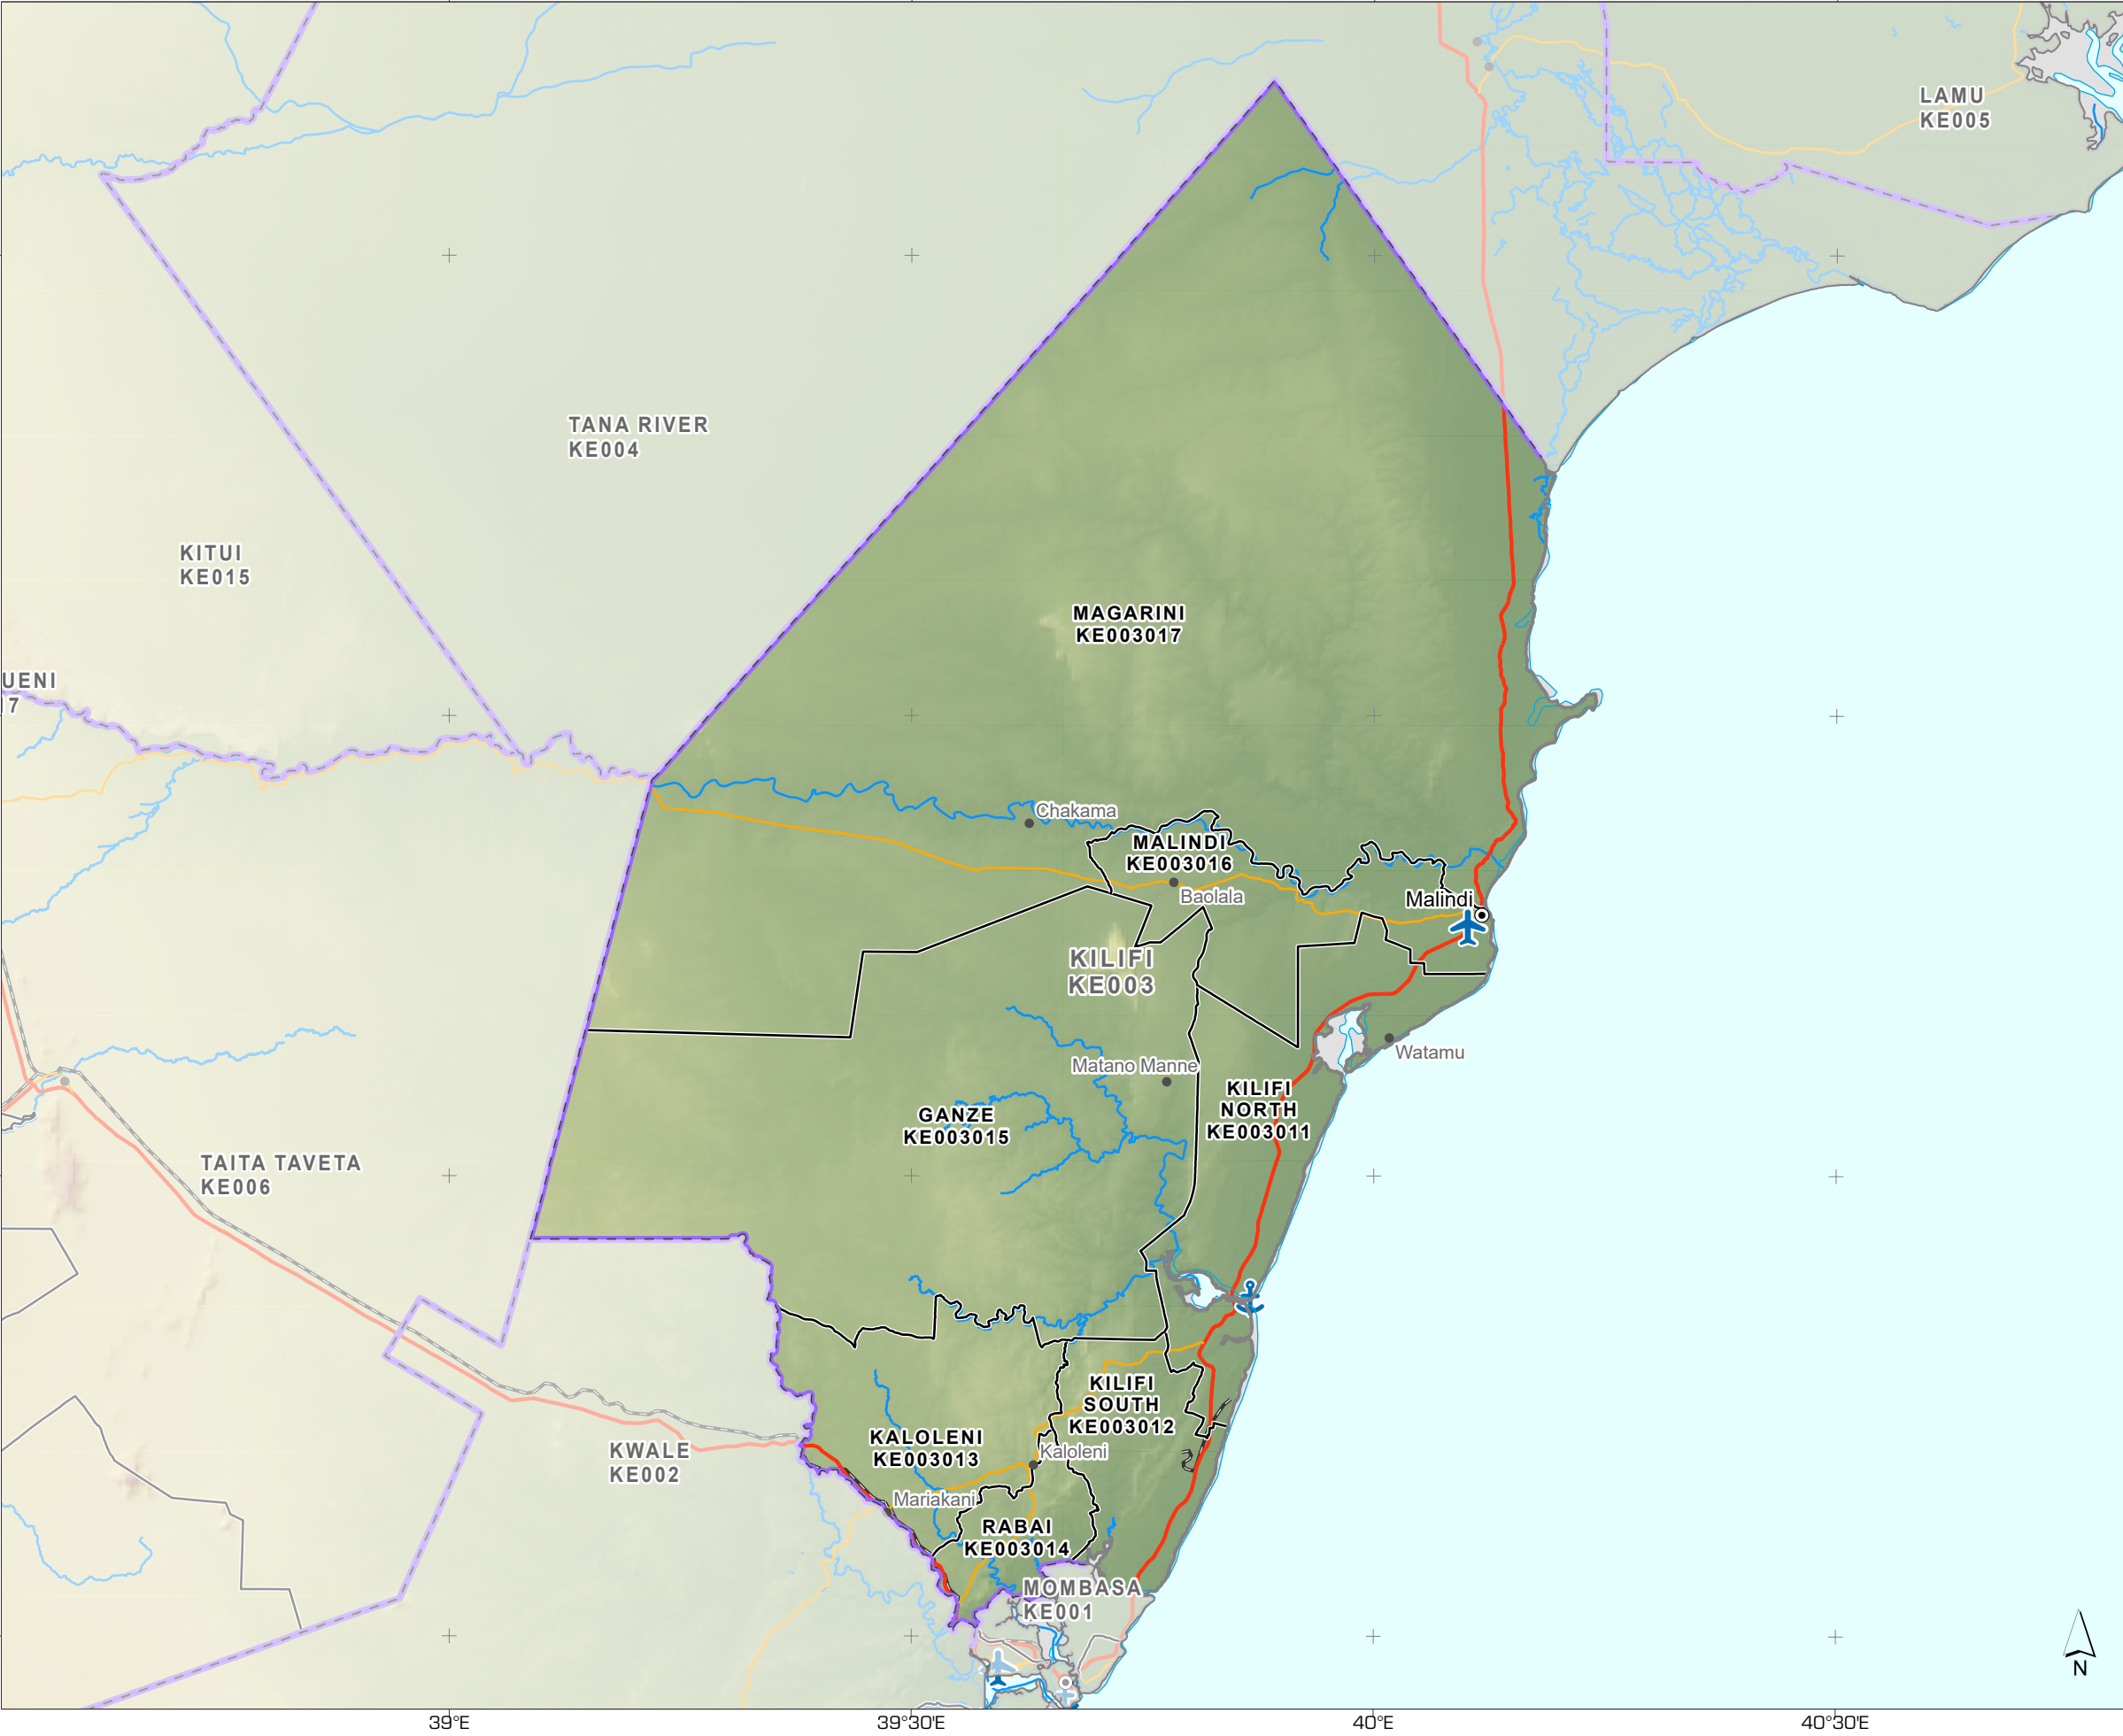 LAMU
KE005
TANA RIVER
KE004
KITUI
KE015
MAGARINI
KE003017
UENI
17
Chakama
MALINDI
KE003016
Baolala
Malindi
KILIFI
KE003
Watamu
Matano Manne
KILIFI
NORTH
KE003011
GANZE
KE003015
TAITA TAVETA
KE006
KILIFI
SOUTH
KE003012
KALOLENI
KE003013
Kaloleni
KWALE
KE002
Mariakani
RABAI
KE003014
MOMBASA
KE001
N
39°E
39°30'E
40°E
40°30'E